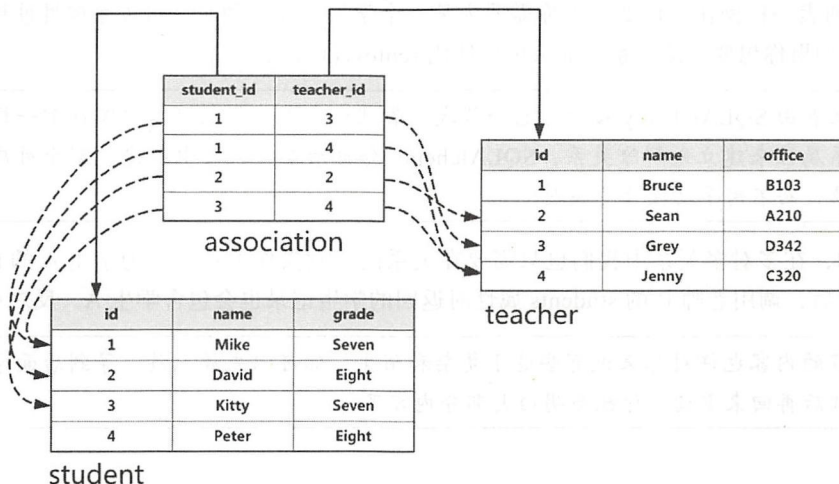 student_id teacher_id
1 3
1 4
2 2
3 4
association
id name office
1 Bruce B103
2 Sean A210
3 Grey D342
4 Jenny C320
teacher
id name grade
1 Mike Seven
2 David Eight
3 Kitty Seven
4 Peter Eight
student